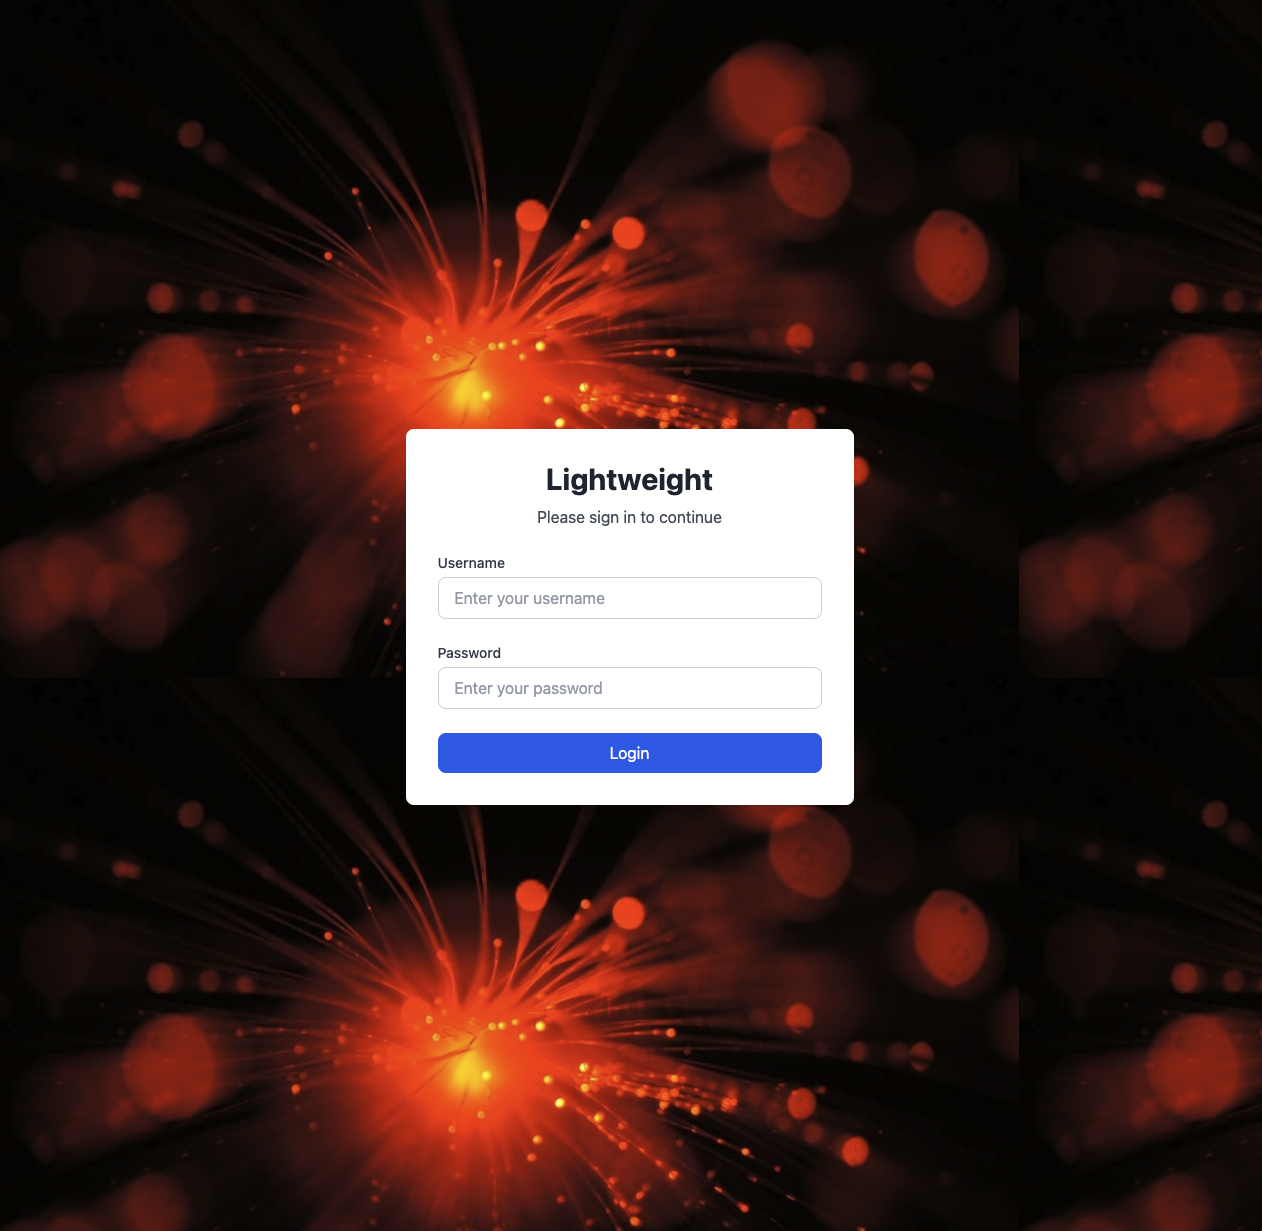 Lightweight
Please sign in to continue
Username
Enter your username
Password
Enter your password
Login